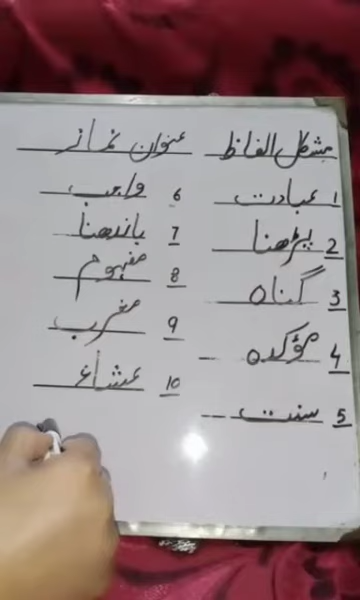 مشکل الفاظ عنوان نماز
1 عبادت
2 پڑھنا
3 گناہ
4 مؤکدہ
5 سنت
6 واجب
7 باندھنا
8 مفہوم
9 مغرب
10 عشاء